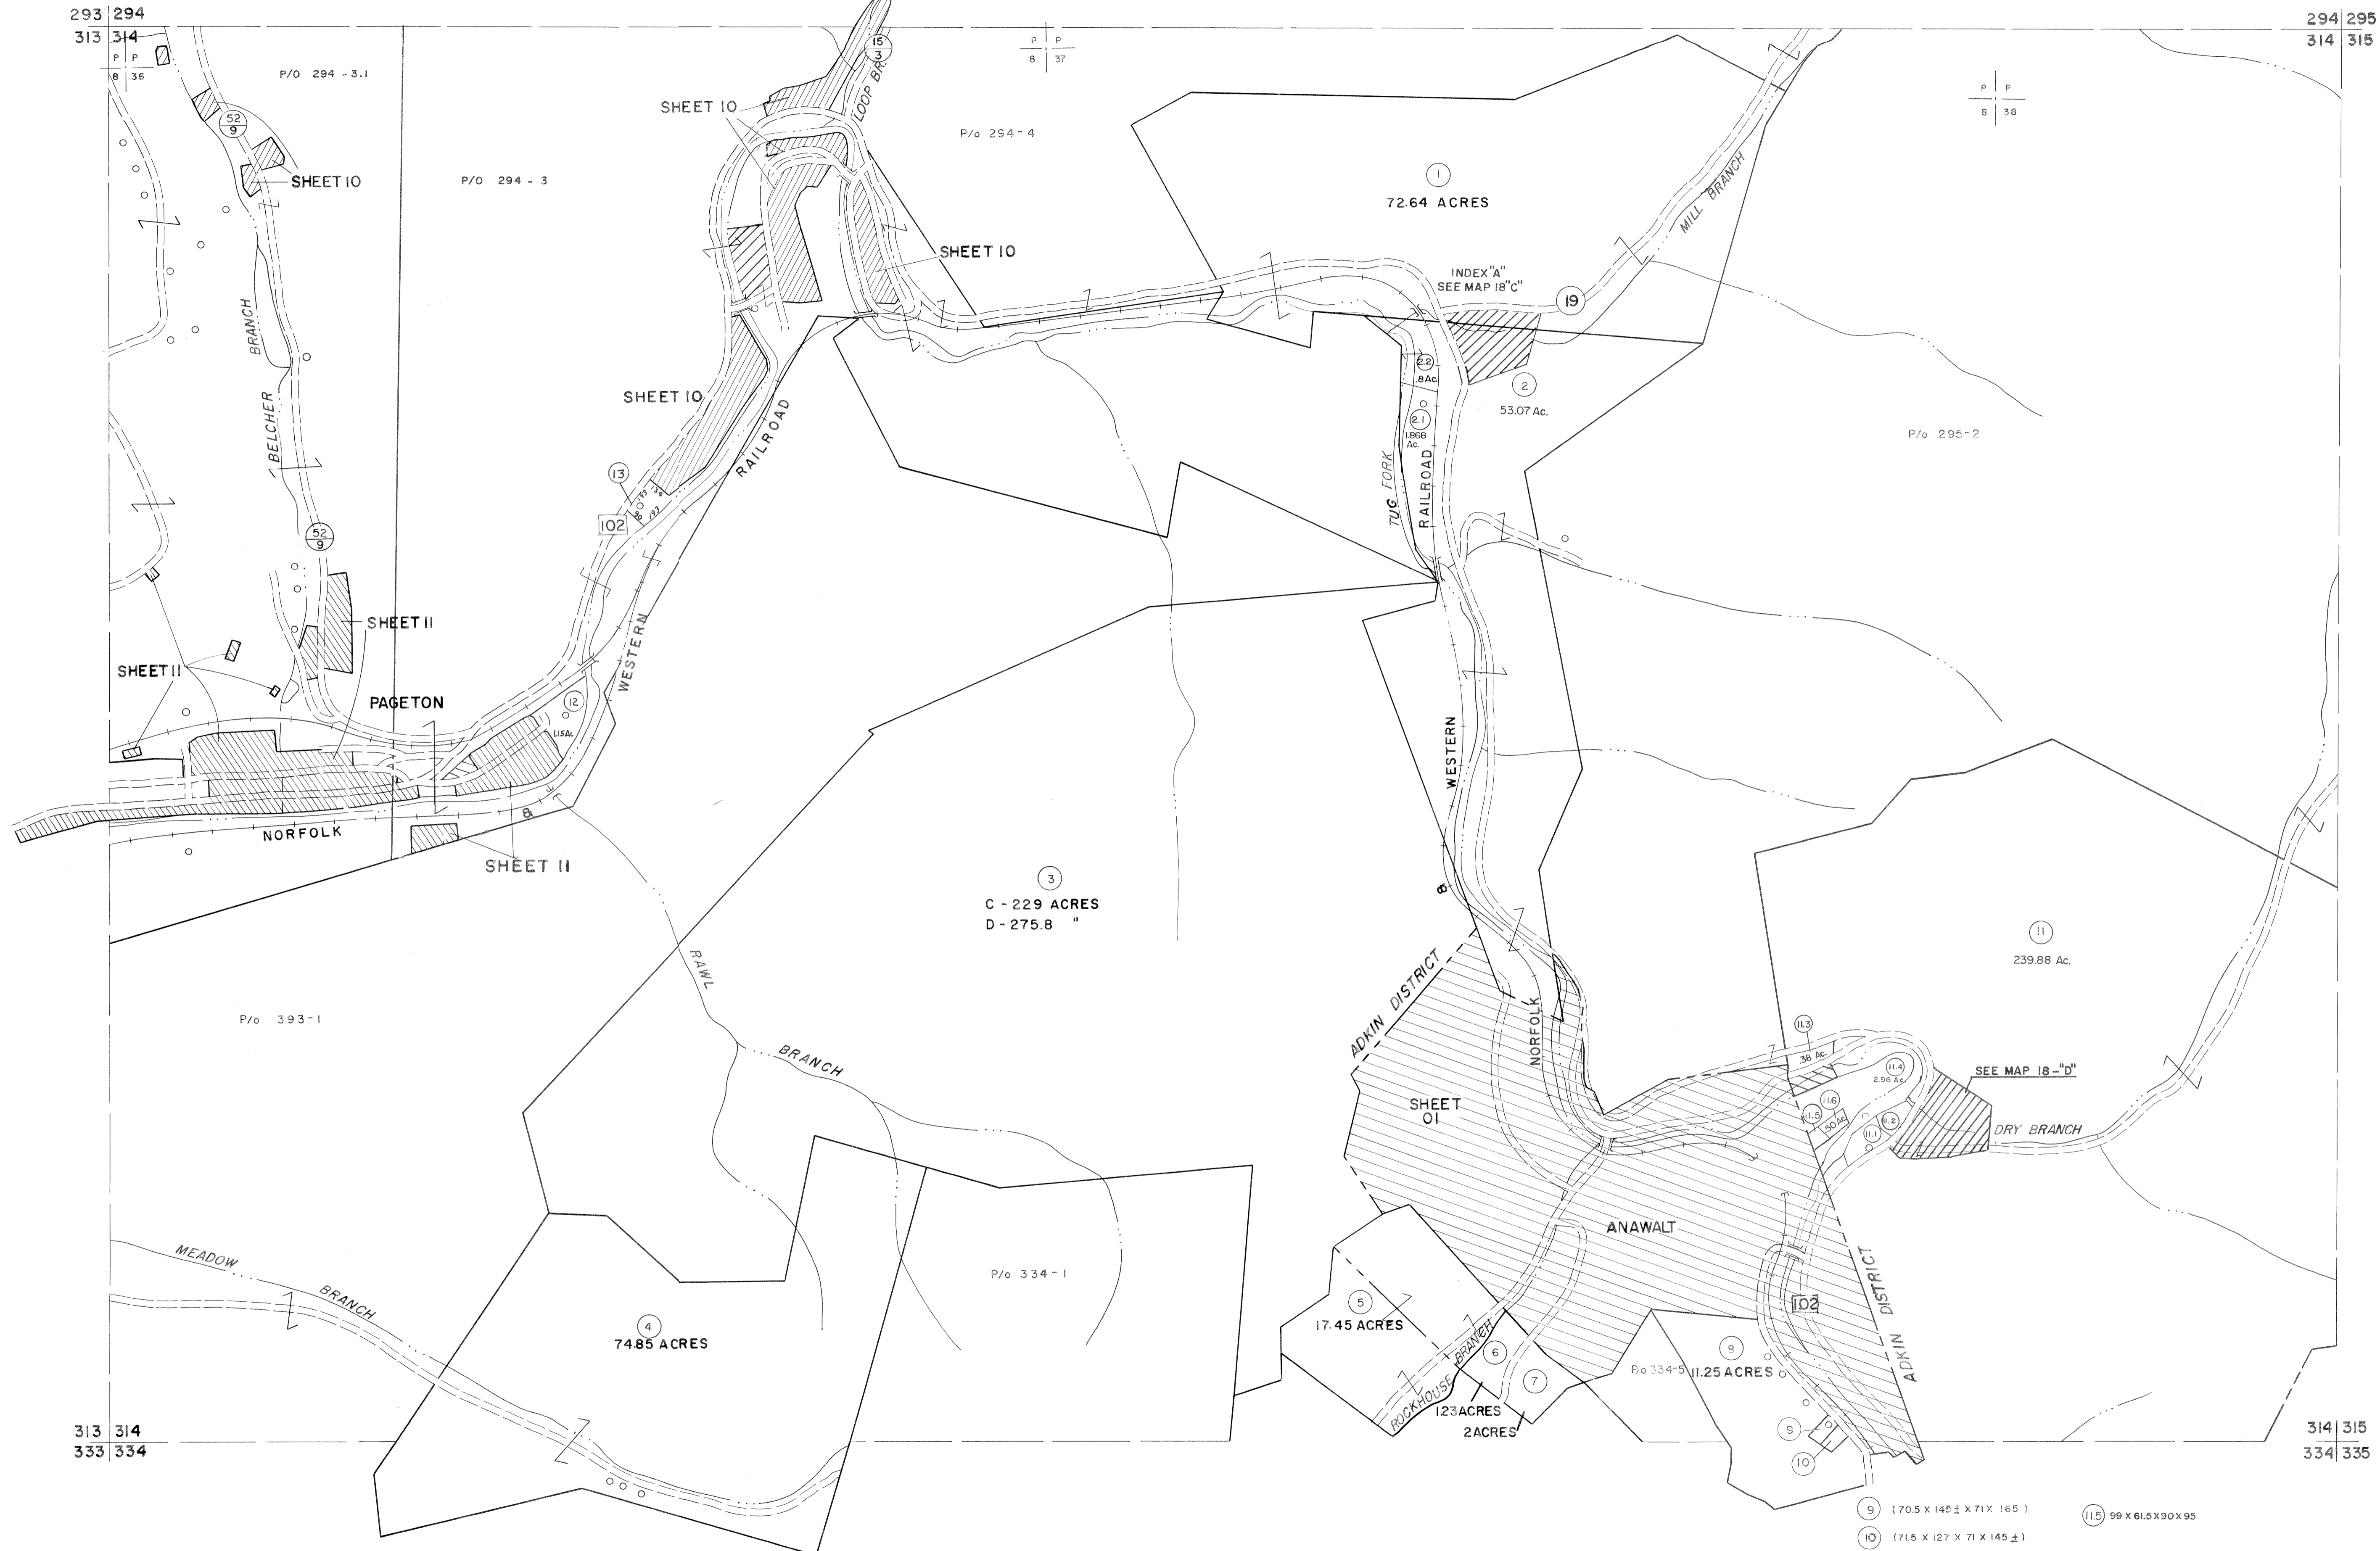 293 294
313 314
P P
8 36
P/O 294 - 3.1
52
9
SHEET 10
P/O 294 - 3
SHEET 10
15
3
LOOP BR.
P P
8 37
P/o 294-4
SHEET 10
1
72.64 ACRES
MILL BRANCH
P P
8 38
294 295
314 315
INDEX "A"
SEE MAP 18"C"
19
BELCHER BRANCH
SHEET 10
RAILROAD
13
102
193 134
90 193
2.2
.8 Ac.
2
53.07 Ac.
2.1
1.868
Ac.
TUG FORK
RAILROAD
P/o 295-2
52
9
SHEET 11
SHEET 11
PAGETON
WESTERN
12
1.15 Ac.
NORFOLK
&
SHEET 11
WESTERN
&
3
C - 229 ACRES
D - 275.8 "
11
239.88 Ac.
P/o 393-1
RAWL
BRANCH
ADKIN DISTRICT
NORFOLK
SHEET
01
11.3
.38 Ac.
11.4
2.96 Ac.
11.6
.50 Ac.
11.5
11.1
11.2
SEE MAP 18-"D"
DRY BRANCH
ANAWALT
MEADOW BRANCH
P/o 334-1
4
74.85 ACRES
5
17.45 ACRES
ROCKHOUSE BRANCH
6
1.23 ACRES
7
2 ACRES
102
8
P/o 334-5
11.25 ACRES
ADKIN DISTRICT
9
10
313 314
333 334
314 315
334 335
9 (70.5 X 145± X 71 X 165)
10 (71.5 X 127 X 71 X 145±)
11.5 99 X 61.5 X 90 X 95